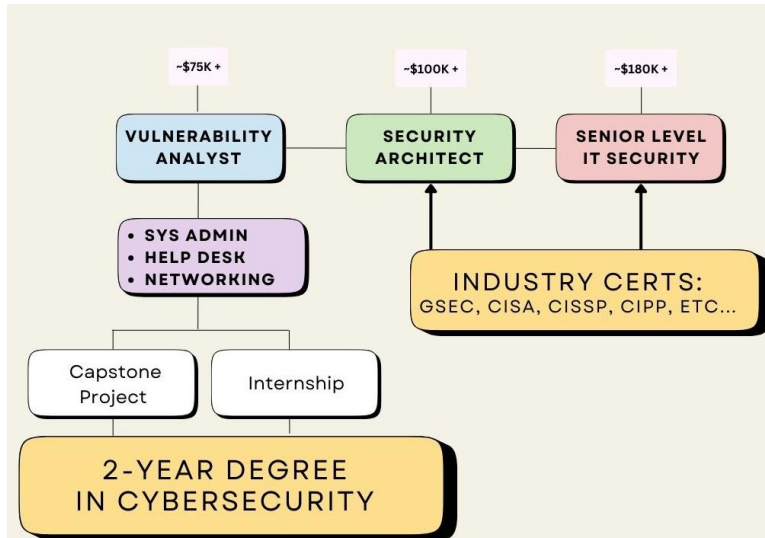 ~$75K +
~$100K +
~$180K +
VULNERABILITY
ANALYST
SECURITY
ARCHITECT
SENIOR LEVEL
IT SECURITY
• SYS ADMIN
• HELP DESK
• NETWORKING
INDUSTRY CERTS:
GSEC, CISA, CISSP, CIPP, ETC...
Capstone
Project
Internship
2-YEAR DEGREE
IN CYBERSECURITY